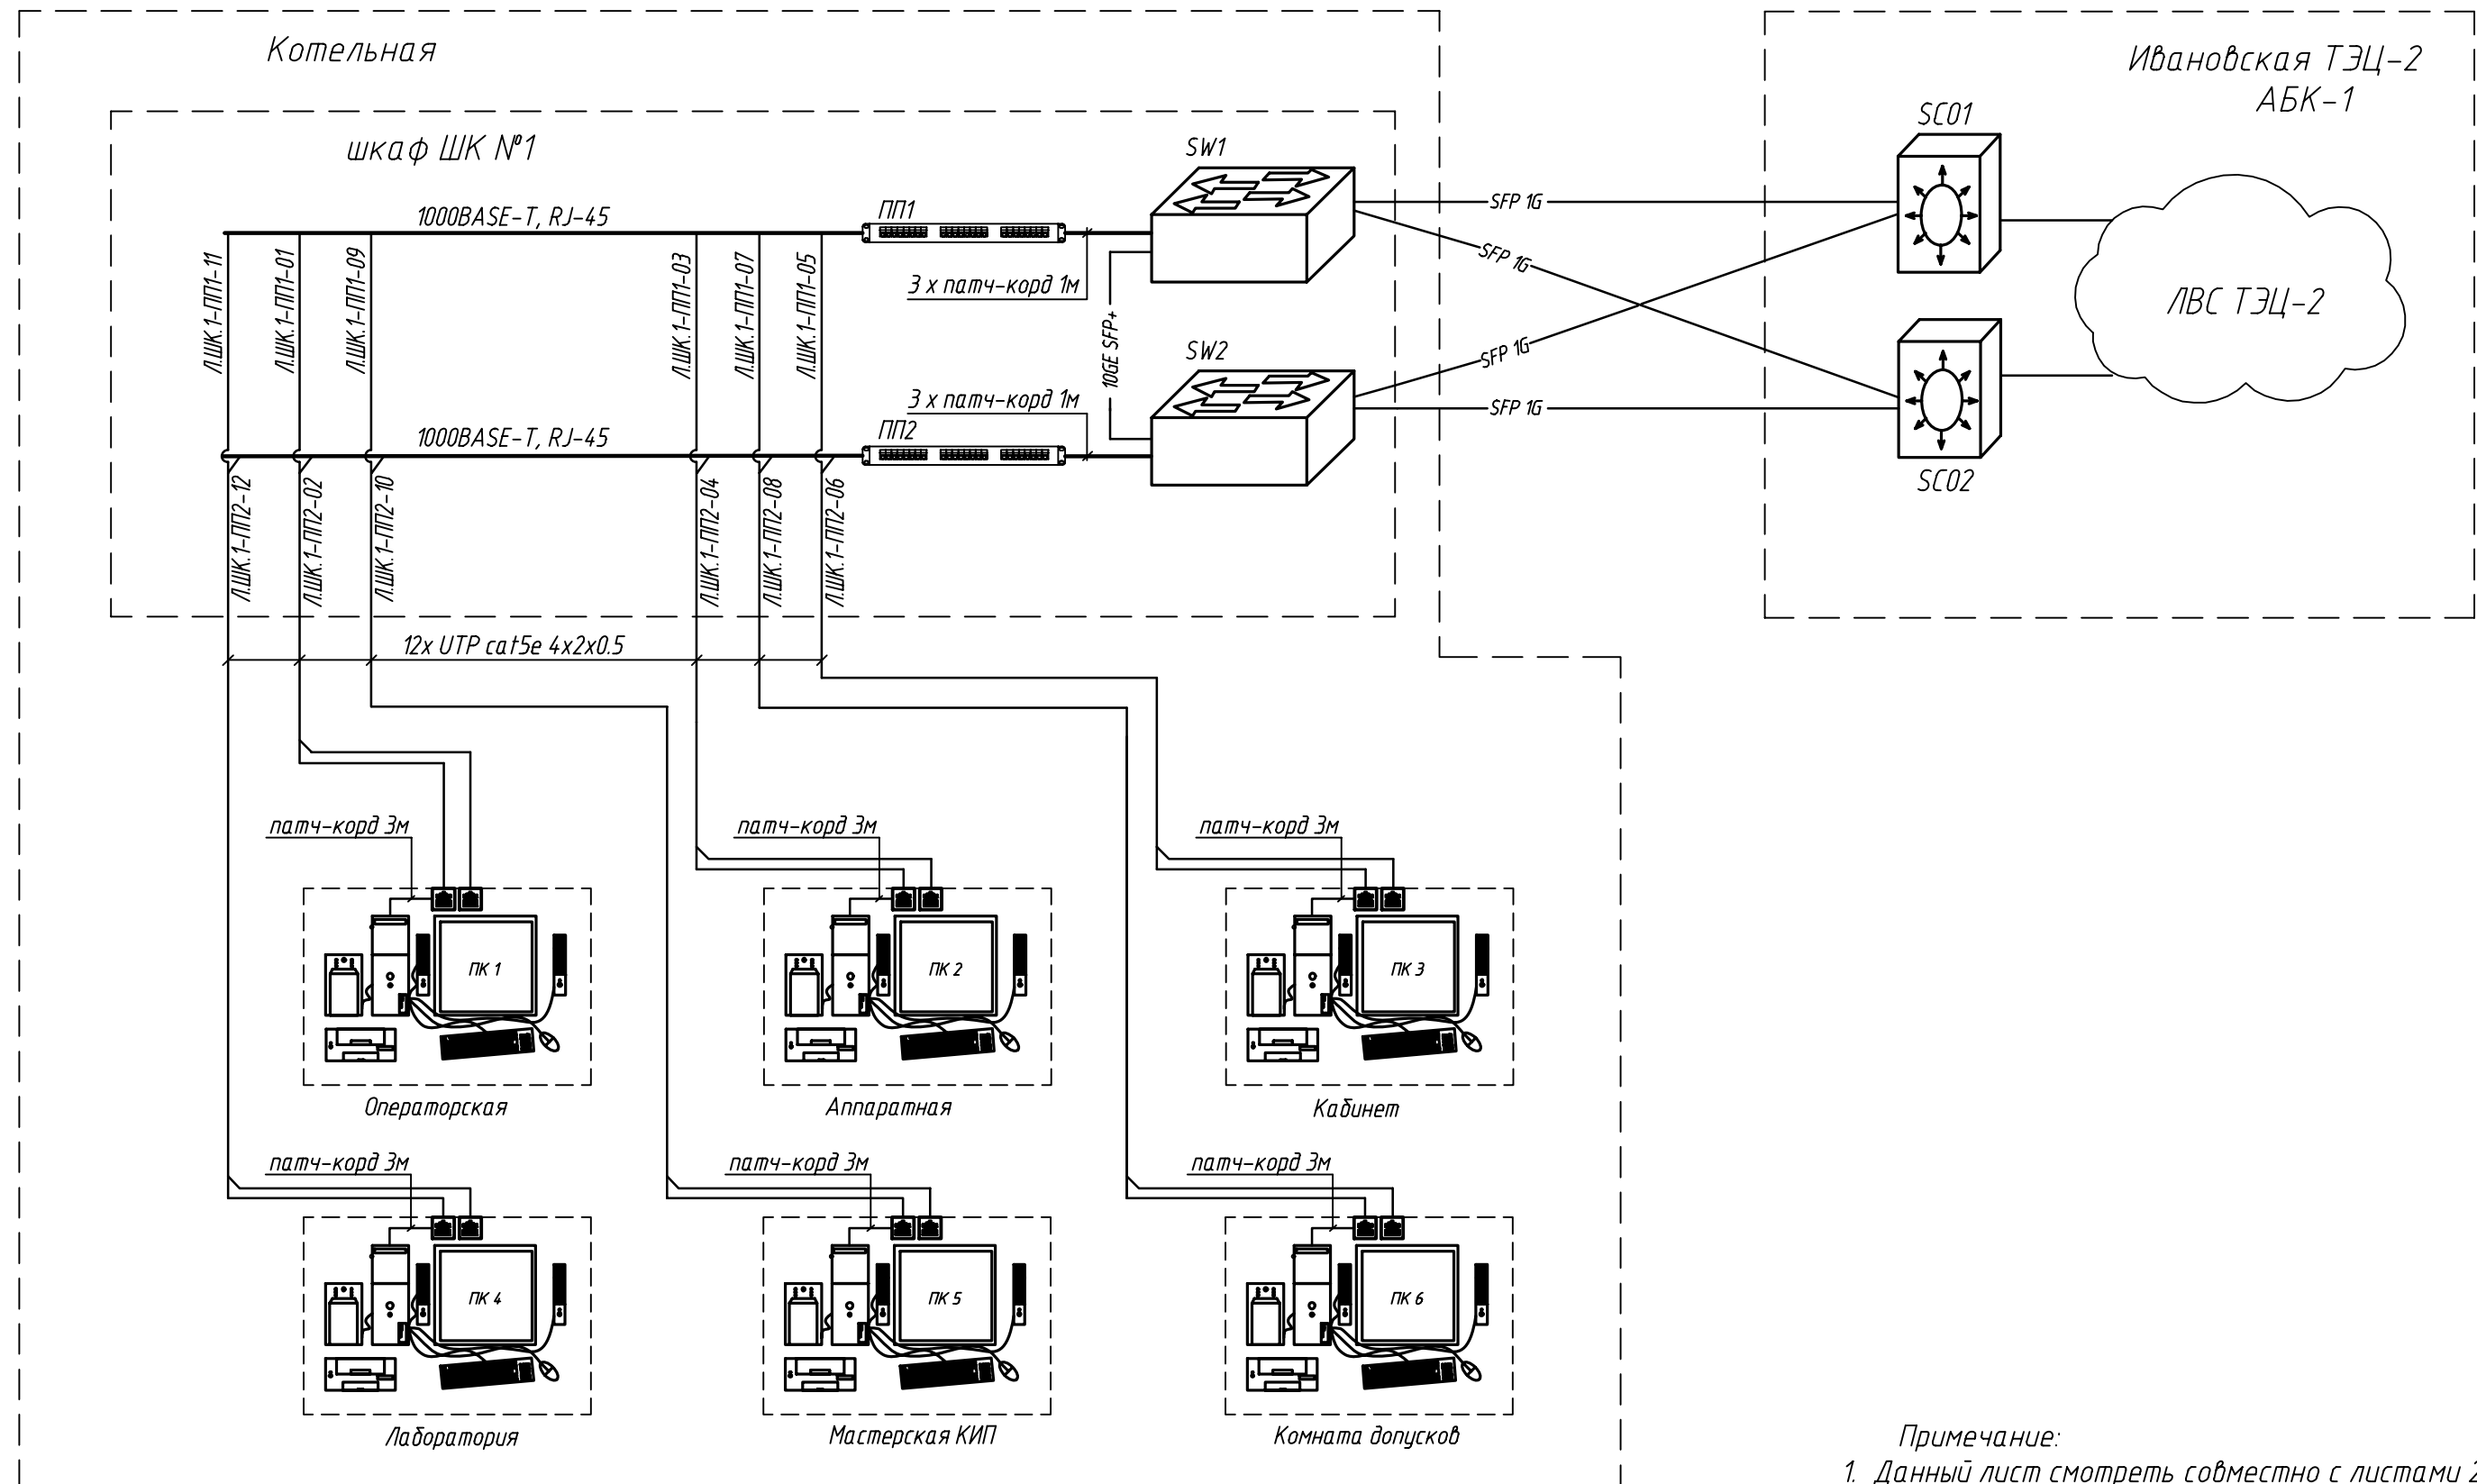 Котельная
Ивановская ТЭЦ-2
АБК-1
шкаф ШК №1
SW1
SC01
1000BASE-T, RJ-45
ПП1
SFP 1G
SFP 1G
3 x патч-корд 1м
Л.ШК.1-ПП1-11
Л.ШК.1-ПП1-01
Л.ШК.1-ПП1-09
Л.ШК.1-ПП1-03
Л.ШК.1-ПП1-07
Л.ШК.1-ПП1-05
10GE SFP+
ЛВС ТЭЦ-2
SW2
SFP 1G
SFP 1G
3 x патч-корд 1м
1000BASE-T, RJ-45
ПП2
SC02
Л.ШК.1-ПП2-12
Л.ШК.1-ПП2-02
Л.ШК.1-ПП2-10
Л.ШК.1-ПП2-04
Л.ШК.1-ПП2-08
Л.ШК.1-ПП2-06
12x UTP cat5e 4x2x0.5
патч-корд 3м
патч-корд 3м
патч-корд 3м
ПК 1
ПК 2
ПК 3
Операторская
Аппаратная
Кабинет
патч-корд 3м
патч-корд 3м
патч-корд 3м
ПК 4
ПК 5
ПК 6
Лаборатория
Мастерская КИП
Комната допусков
Примечание:
1. Данный лист смотреть совместно с листами 2